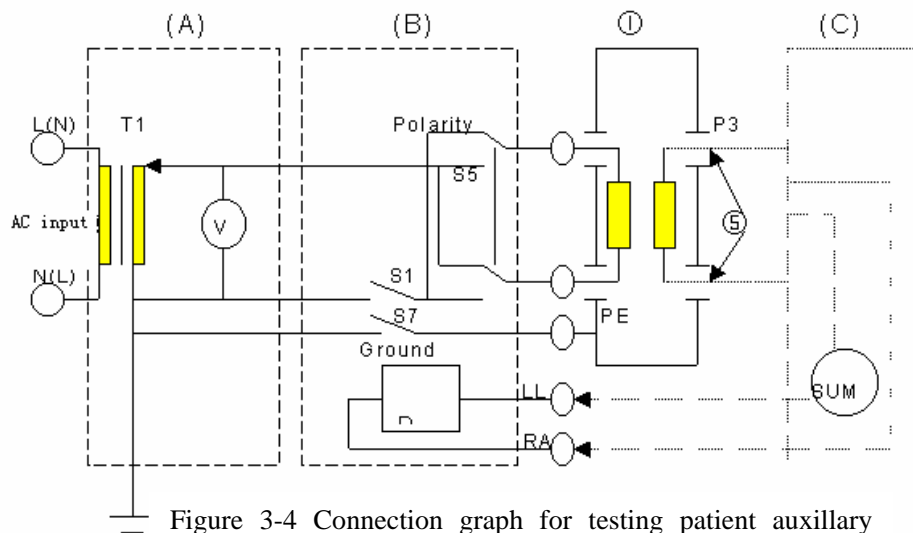 (A) (B) ① (C)
L(N) T1 Polarity P3
S5
AC input V ⑤
N(L) S1
S7 PE
Ground
LL SUM
RA
Figure 3-4 Connection graph for testing patient auxillary